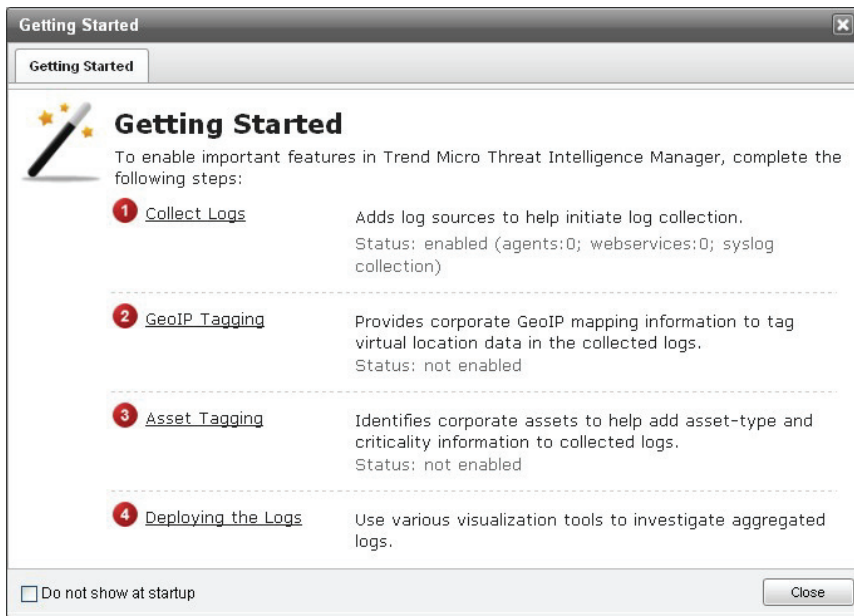 Getting Started
Getting Started
Getting Started
To enable important features in Trend Micro Threat Intelligence Manager, complete the
following steps:
1 Collect Logs
Adds log sources to help initiate log collection.
Status: enabled (agents:0; webservices:0; syslog
collection)
2 GeoIP Tagging
Provides corporate GeoIP mapping information to tag
virtual location data in the collected logs.
Status: not enabled
3 Asset Tagging
Identifies corporate assets to help add asset-type and
criticality information to collected logs.
Status: not enabled
4 Deploying the Logs
Use various visualization tools to investigate aggregated
logs.
Do not show at startup
Close